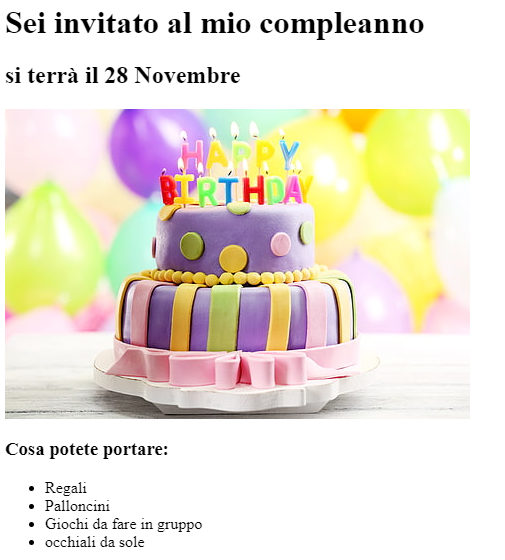 Sei invitato al mio compleanno
si terrà il 28 Novembre
HAPPY
BIRTHDAY
Cosa potete portare:
Regali
Palloncini
Giochi da fare in gruppo
occhiali da sole